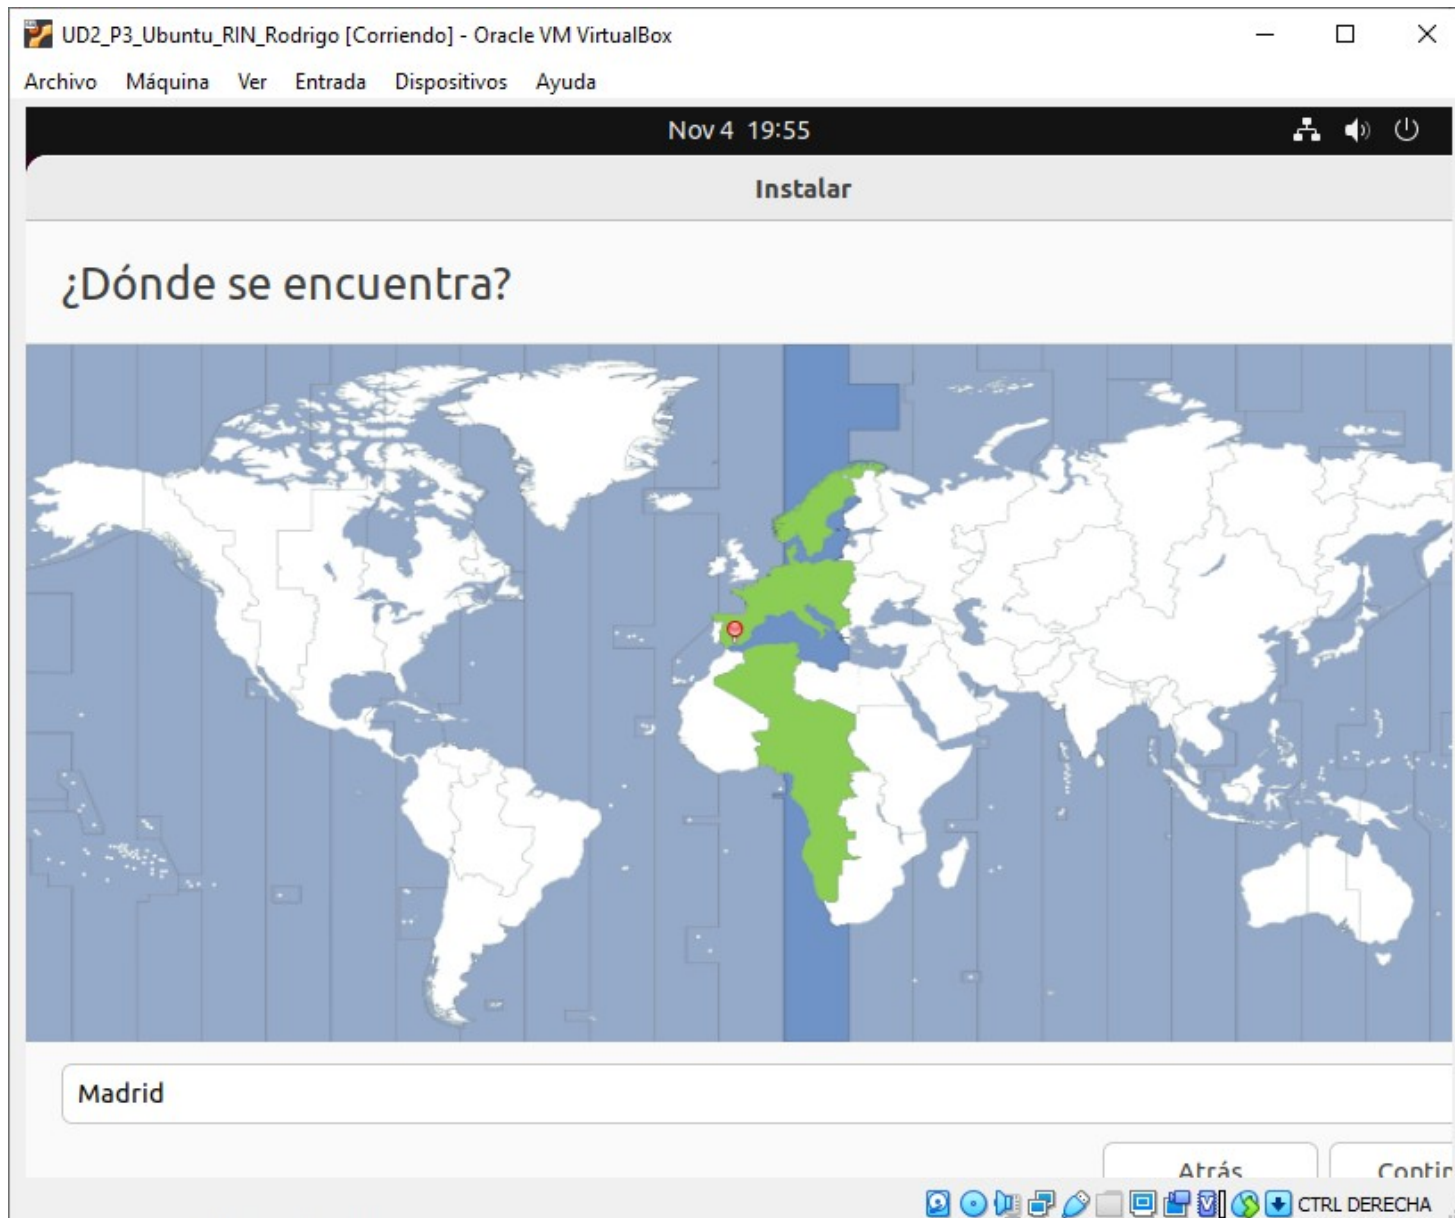 UD2_P3_Ubuntu_RIN_Rodrigo [Corriendo] - Oracle VM VirtualBox
Archivo Máquina Ver Entrada Dispositivos Ayuda
Nov 4 19:55
Instalar
¿Dónde se encuentra?
Madrid
Atrás Contin
CTRL DERECHA